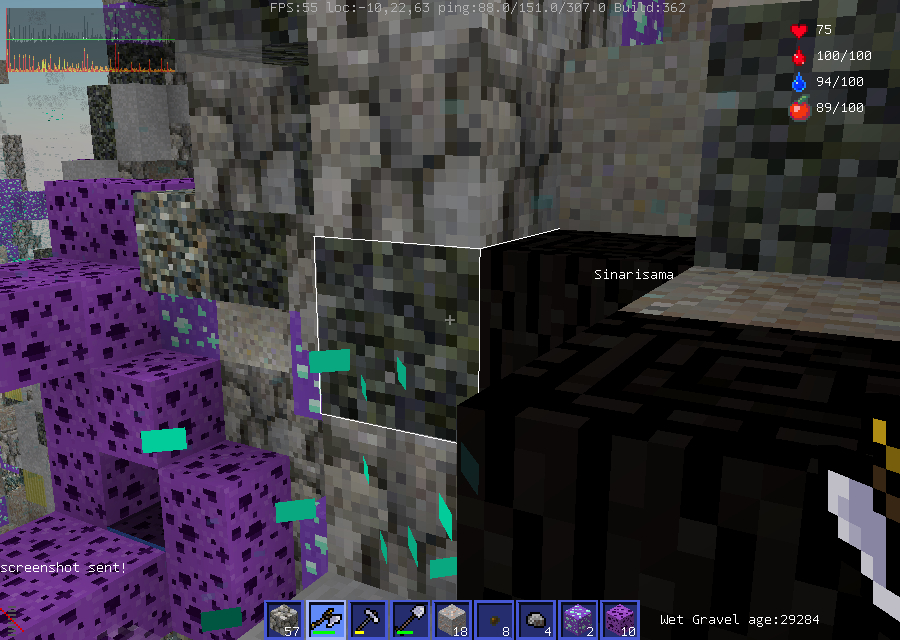 FPS:55 loc:-10,22,63 ping:88.0/151.0/307.0 Build:362
75
100/100
94/100
89/100
Sinarisama
screenshot sent!
57
18
8
4
2
10
Wet Gravel age:29284